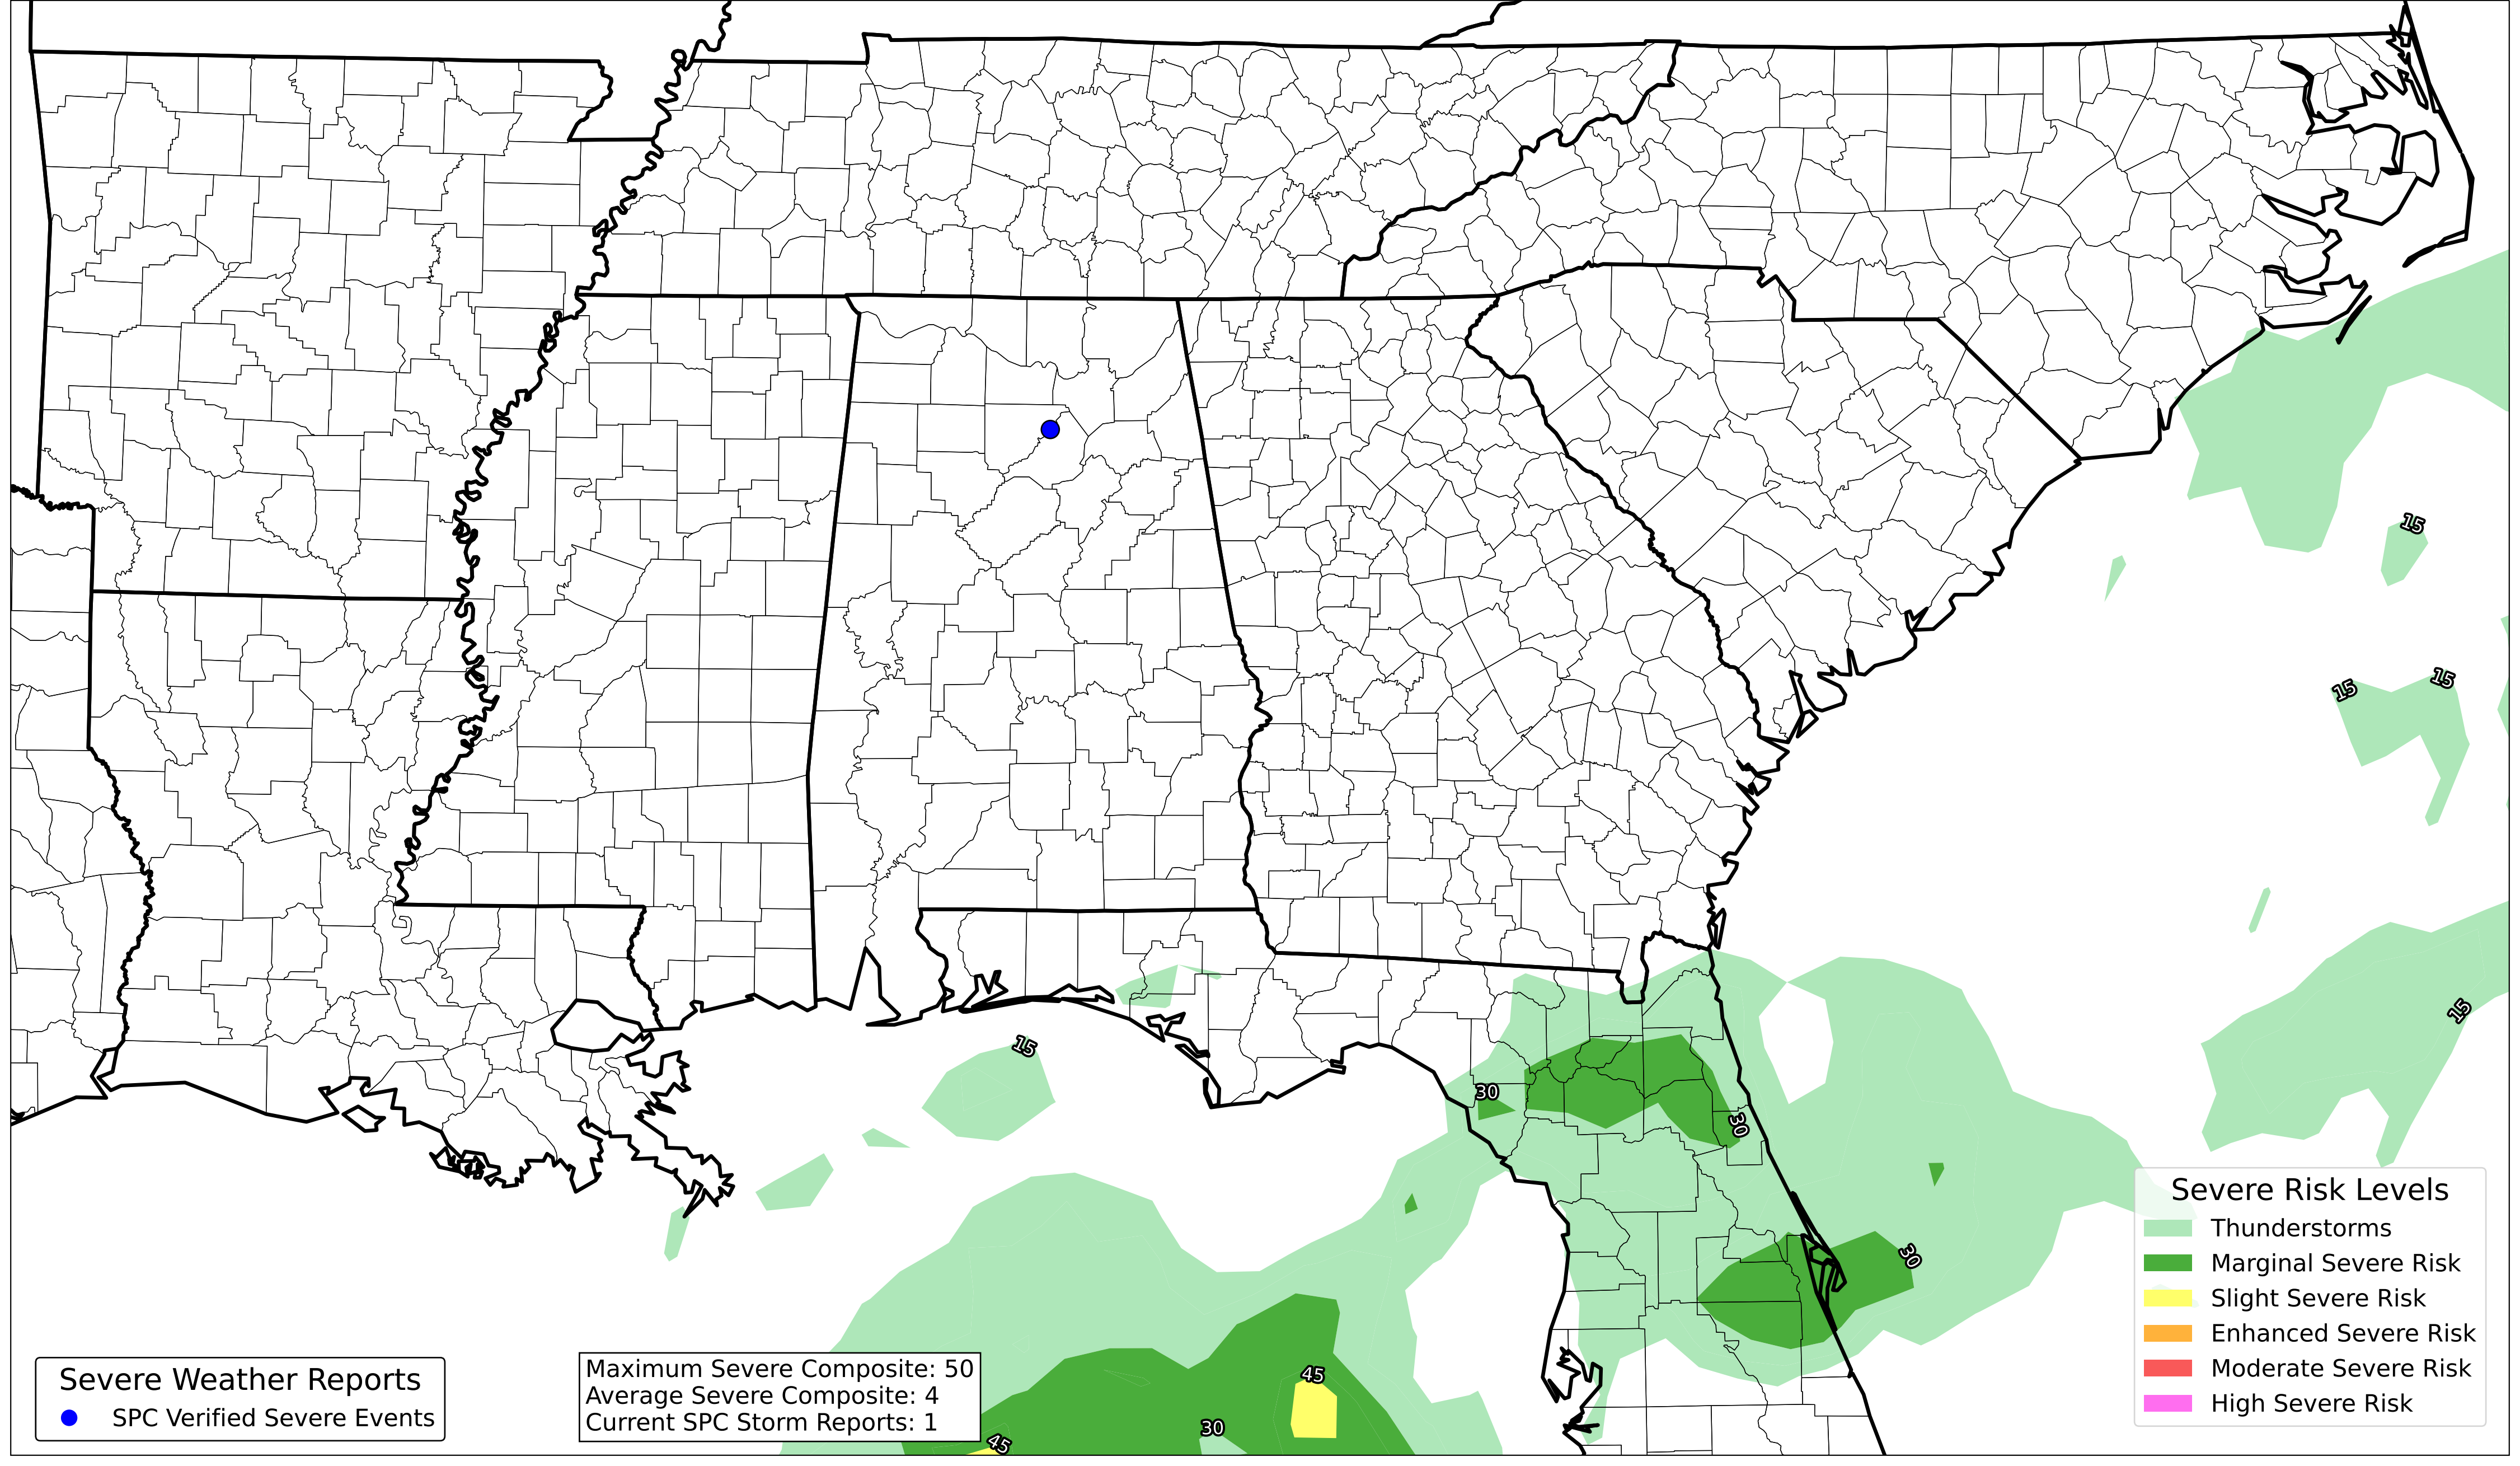 15
15
15
15
15
30
30
30
45
30
45
Severe Risk Levels
Thunderstorms
Marginal Severe Risk
Slight Severe Risk
Enhanced Severe Risk
Moderate Severe Risk
High Severe Risk
Severe Weather Reports
SPC Verified Severe Events
Maximum Severe Composite: 50
Average Severe Composite: 4
Current SPC Storm Reports: 1